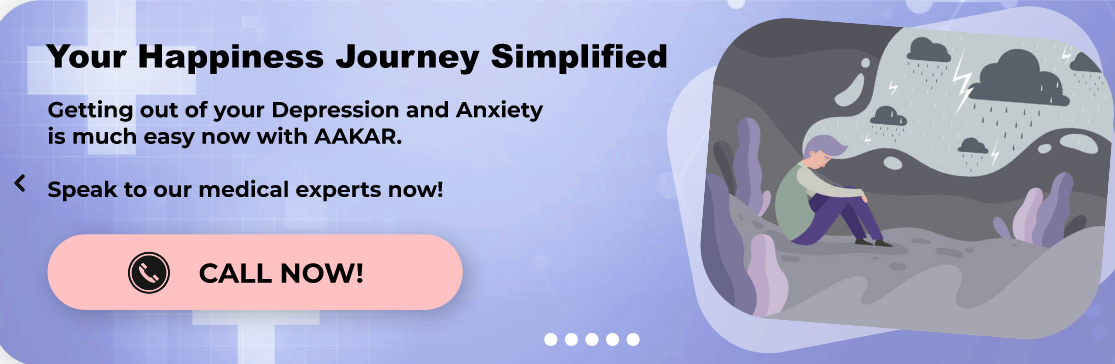 Your Happiness Journey Simplified
Getting out of your Depression and Anxiety
is much easy now with AAKAR.
Speak to our medical experts now!
CALL NOW!